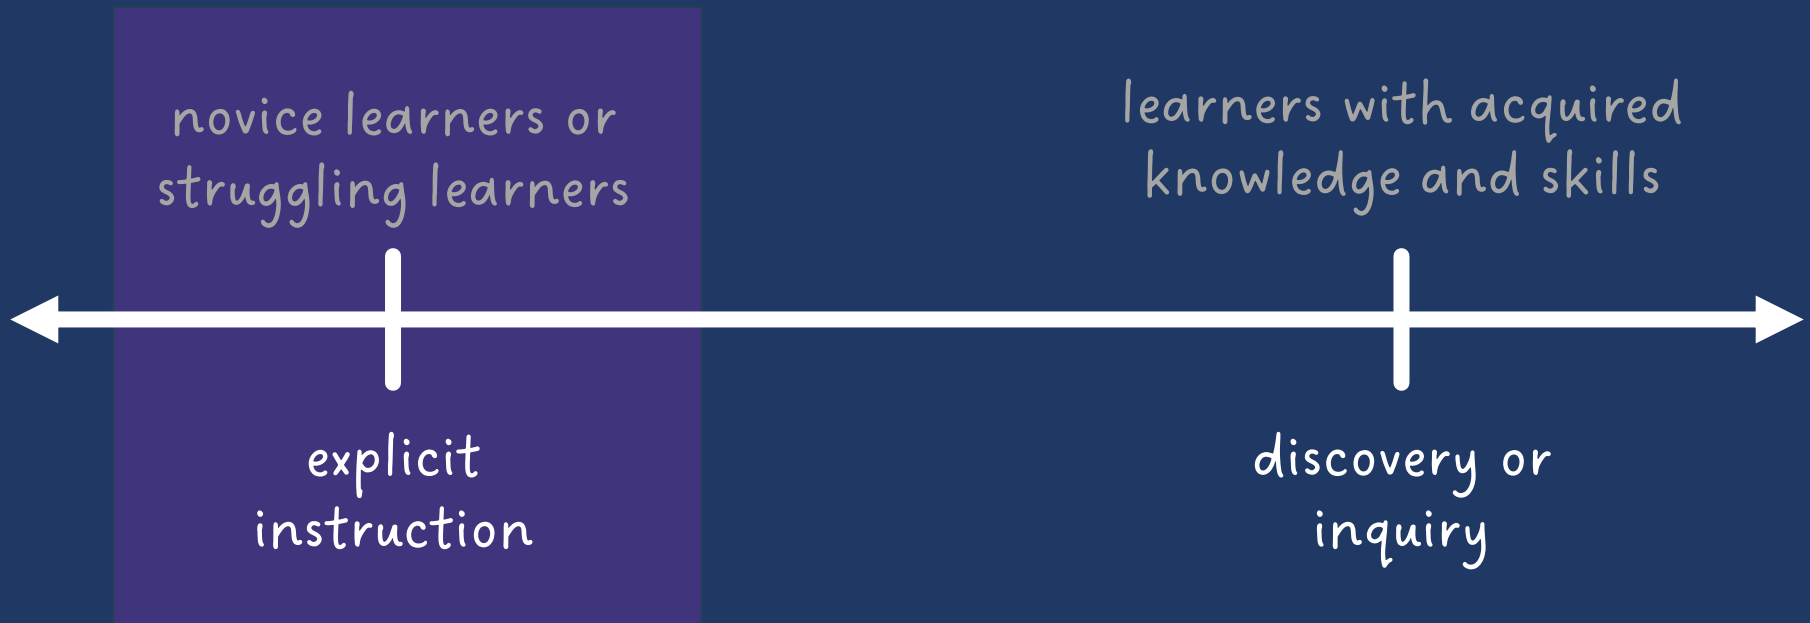 novice learners or
struggling learners
explicit
instruction
learners with acquired
knowledge and skills
discovery or
inquiry